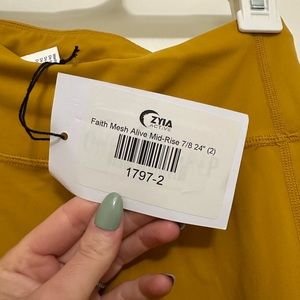 ZYIA
ACTIVE
Faith Mesh Alive Mid-Rise 7/8 24" (2)
1797-2